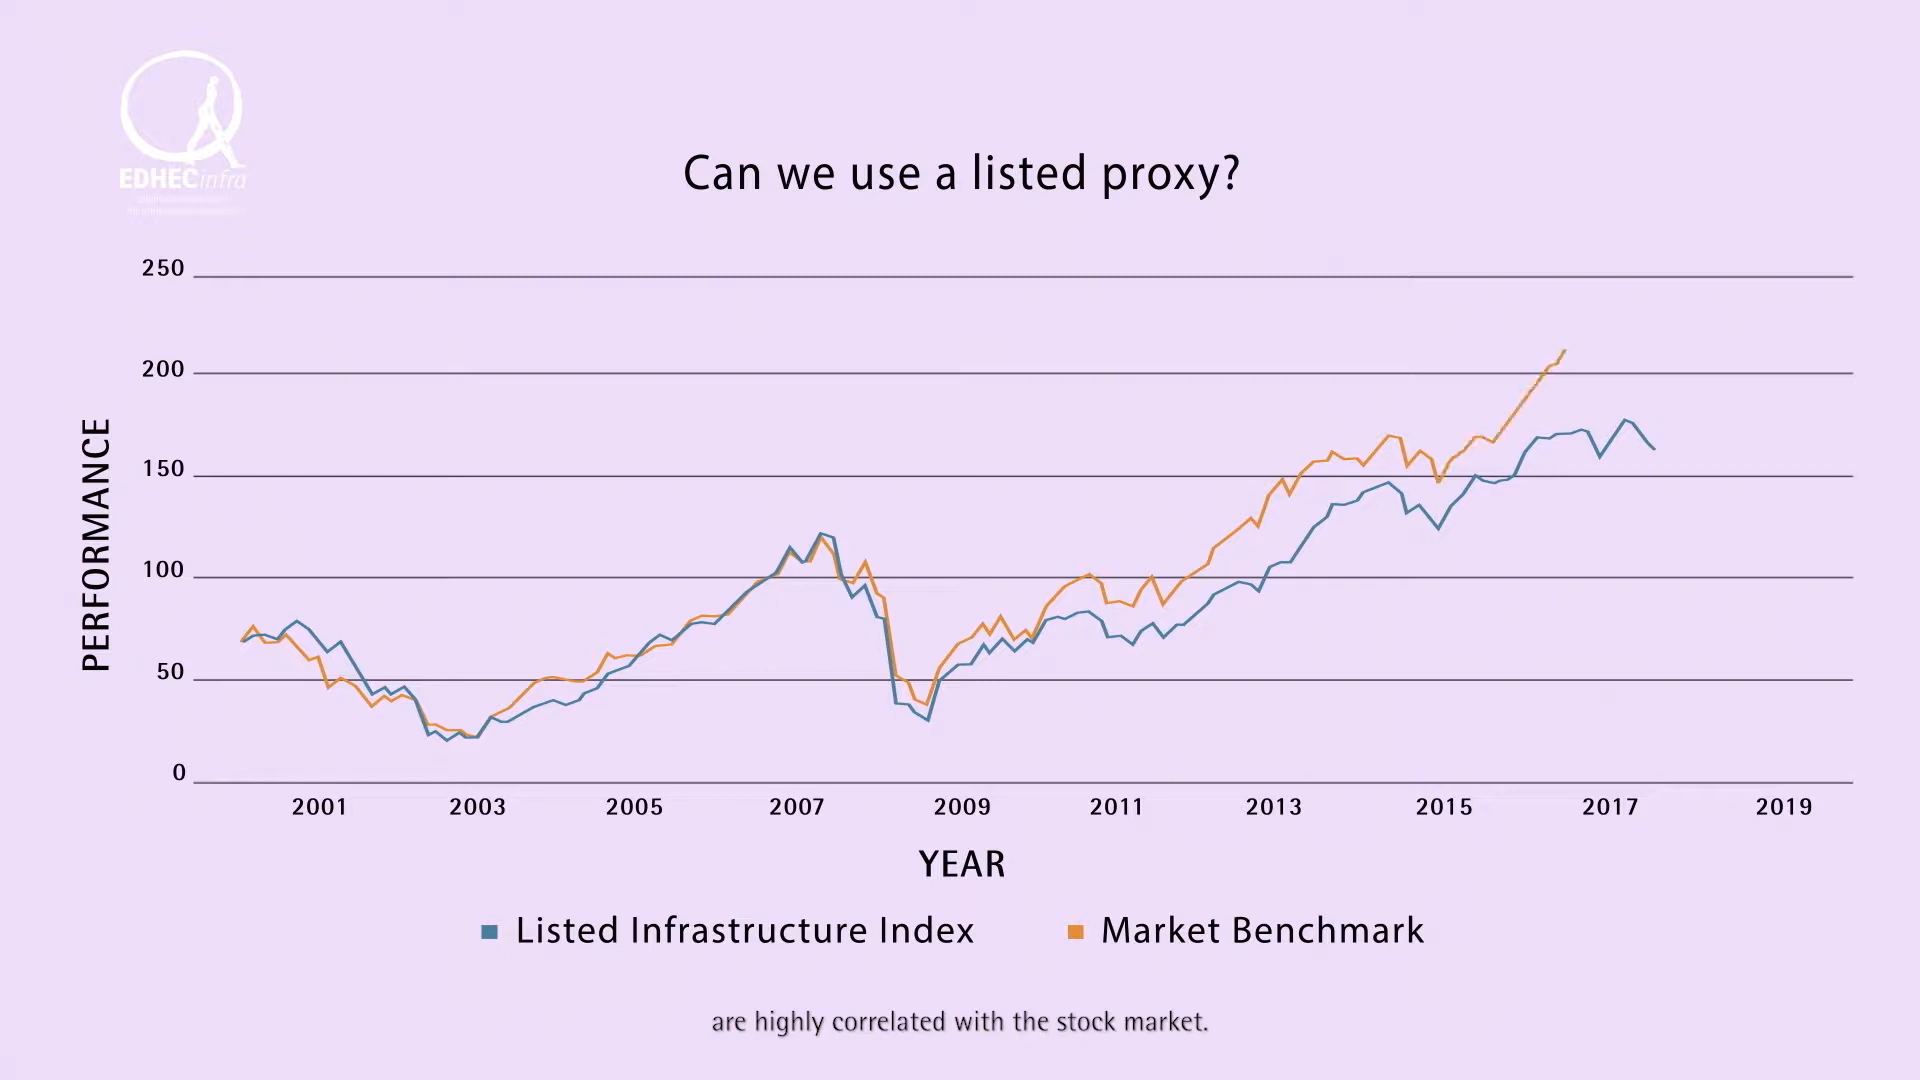 EDHECinfra
Can we use a listed proxy?
PERFORMANCE
250
200
150
100
50
0
2001 2003 2005 2007 2009 2011 2013 2015 2017 2019
YEAR
Listed Infrastructure Index Market Benchmark
are highly correlated with the stock market.